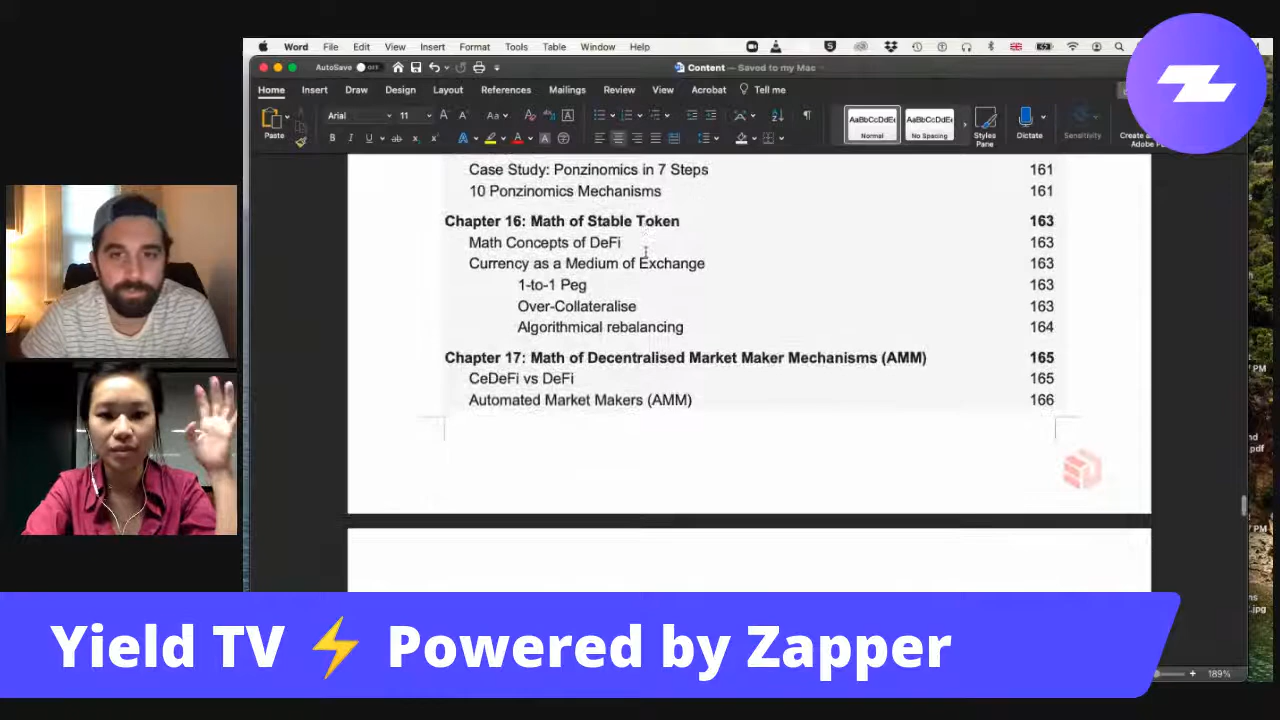 Word File Edit View Insert Format Tools Table Window Help
AutoSave OFF
Content — Saved to my Mac
Home Insert Draw Design Layout References Mailings Review View Acrobat Tell me
Paste
Arial 11
AaBbCcDdE AaBbCcDdE
Normal No Spacing
Styles Pane
Dictate
Sensitivity
Create a
Adobe P
Case Study: Ponzinomics in 7 Steps 161
10 Ponzinomics Mechanisms 161
Chapter 16: Math of Stable Token 163
Math Concepts of DeFi 163
Currency as a Medium of Exchange 163
1-to-1 Peg 163
Over-Collateralise 163
Algorithmical rebalancing 164
Chapter 17: Math of Decentralised Market Maker Mechanisms (AMM) 165
CeDeFi vs DeFi 165
Automated Market Makers (AMM) 166
189%
Yield TV ⚡ Powered by Zapper